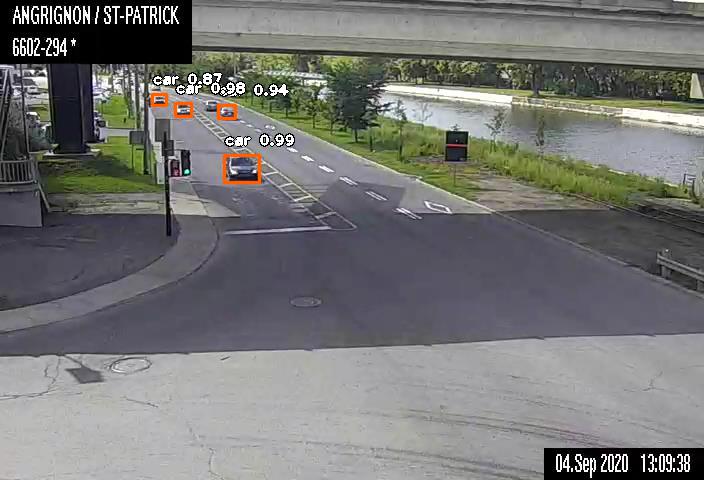 ANGRIGNON / ST-PATRICK
6602-294 *
car 0.87
car 0.98
0.94
car 0.99
04.Sep 2020 13:09:38